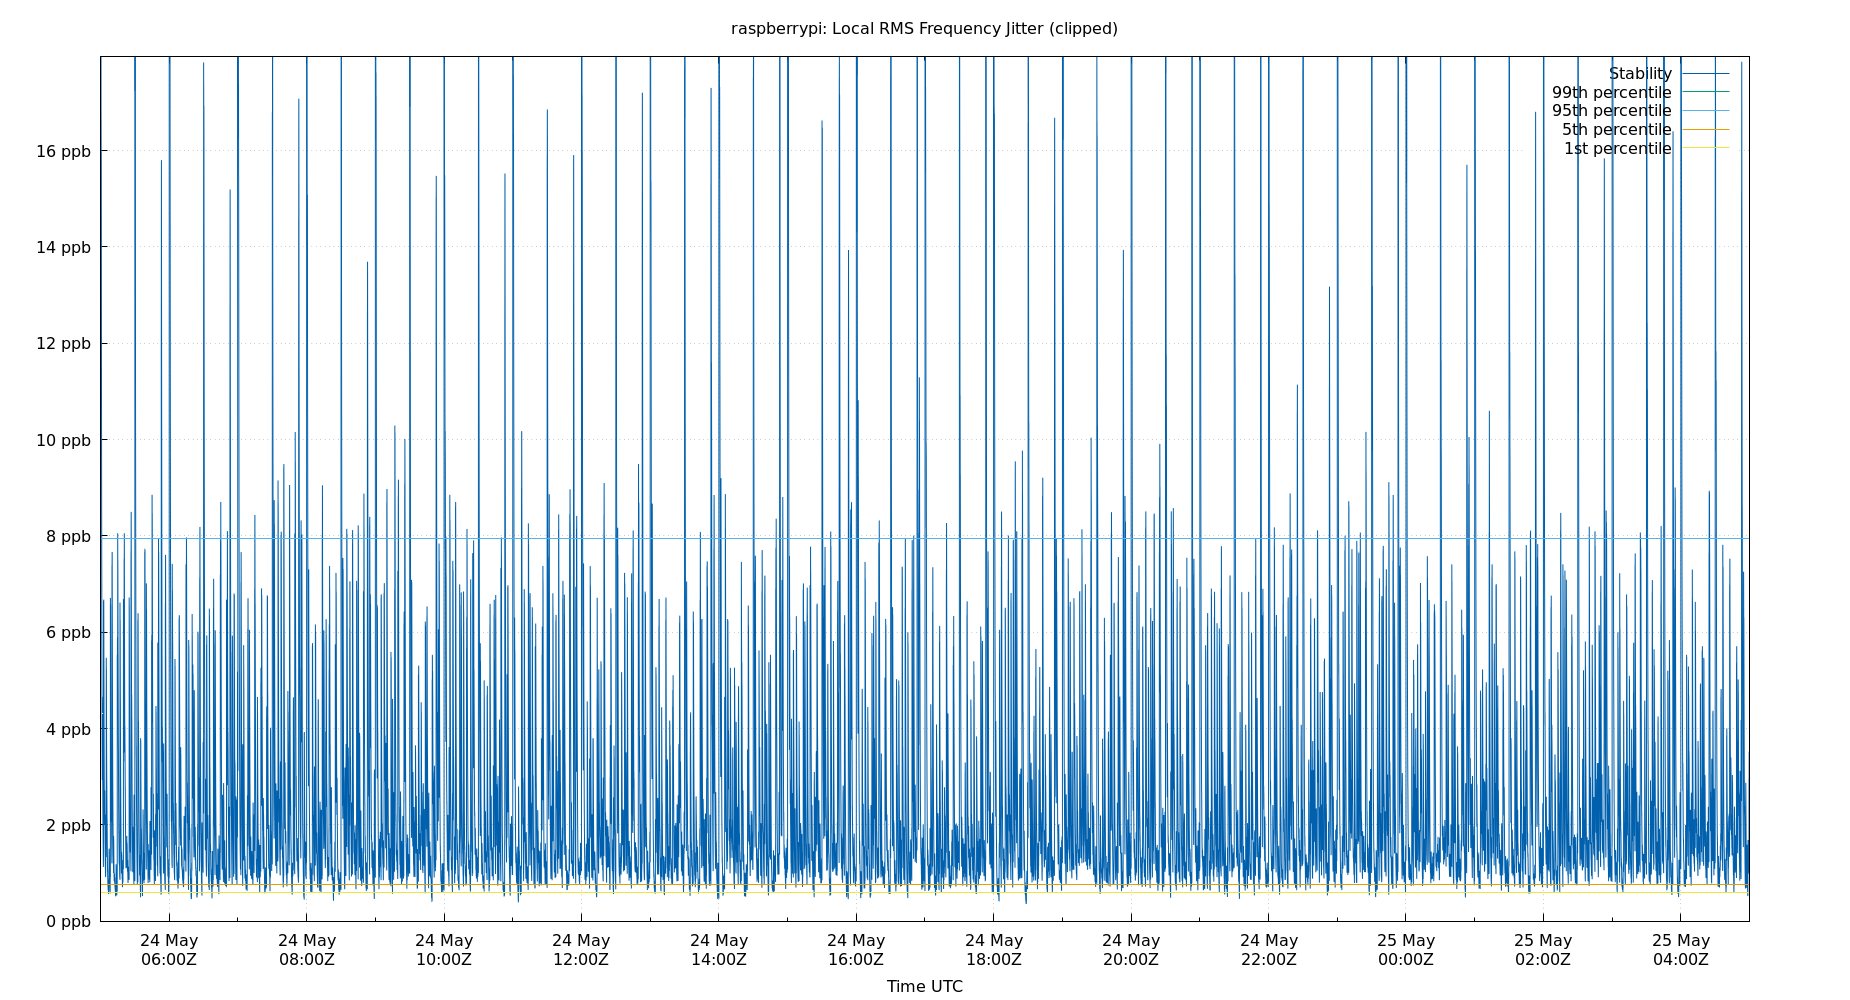 raspberrypi: Local RMS Frequency Jitter (clipped)
Stability
99th percentile
95th percentile
5th percentile
1st percentile
16 ppb
14 ppb
12 ppb
10 ppb
8 ppb
6 ppb
4 ppb
2 ppb
0 ppb
24 May 24 May 24 May 24 May 24 May 24 May 24 May 24 May 24 May 25 May 25 May 25 May
06:00Z 08:00Z 10:00Z 12:00Z 14:00Z 16:00Z 18:00Z 20:00Z 22:00Z 00:00Z 02:00Z 04:00Z
Time UTC